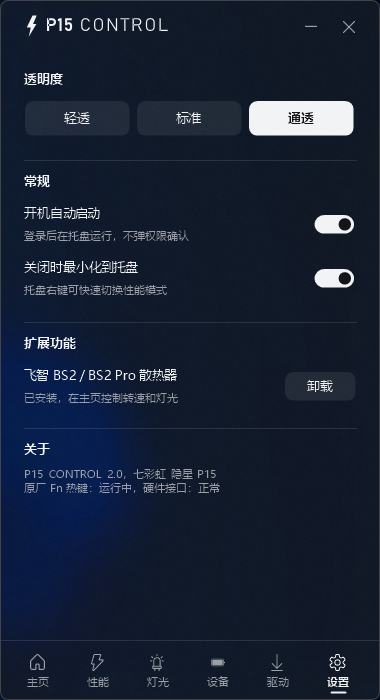 P15 CONTROL
透明度
轻透 标准 通透
常规
开机自动启动
登录后在托盘运行，不弹权限确认
关闭时最小化到托盘
托盘右键可快速切换性能模式
扩展功能
飞智 BS2 / BS2 Pro 散热器
已安装，在主页控制转速和灯光
卸载
关于
P15 CONTROL 2.0，七彩虹 隐星 P15
原厂 Fn 热键：运行中，硬件接口：正常
主页 性能 灯光 设备 驱动 设置